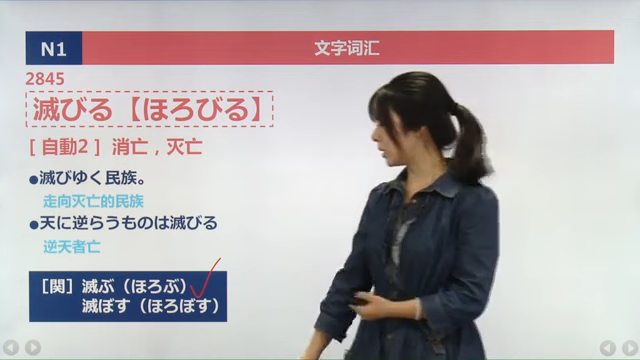 N1
文字词汇
2845
滅びる【ほろびる】
[ 自動2 ] 消亡，灭亡
●滅びゆく民族。
走向灭亡的民族
●天に逆らうものは滅びる
逆天者亡
［関］滅ぶ（ほろぶ）
滅ぼす（ほろぼす）